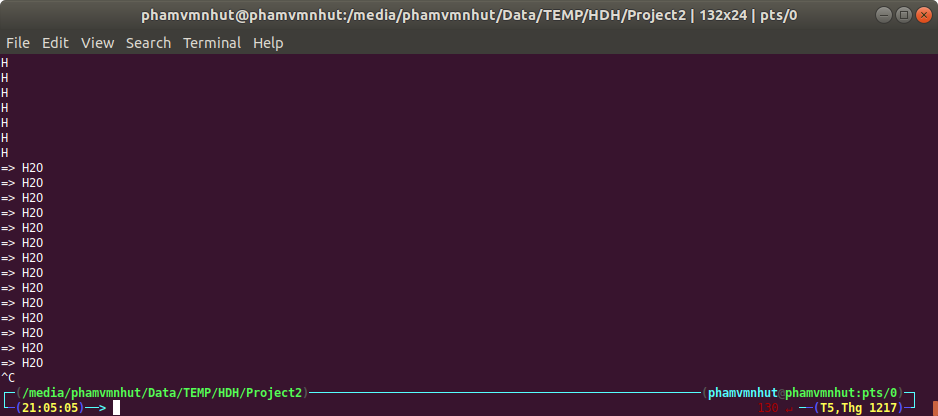 phamvmnhut@phamvmnhut:/media/phamvmnhut/Data/TEMP/HDH/Project2 | 132x24 | pts/0
File Edit View Search Terminal Help
H
H
H
H
H
H
H
=> H2O
=> H2O
=> H2O
=> H2O
=> H2O
=> H2O
=> H2O
=> H2O
=> H2O
=> H2O
=> H2O
=> H2O
=> H2O
=> H2O
^C
(/media/phamvmnhut/Data/TEMP/HDH/Project2) (phamvmnhut@phamvmnhut:pts/0)
(21:05:05)──> 130 ↵ ─(T5,Thg 1217)─